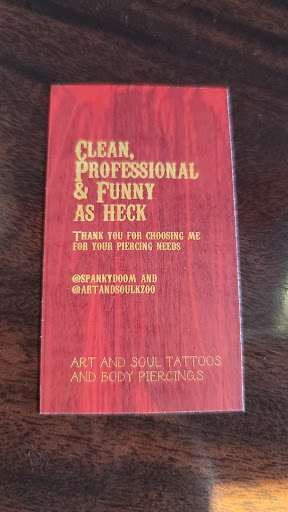 Clean,
Professional
& Funny
as heck
Thank you for choosing me
for your piercing needs
@spankydoom and
@artandsoulkzoo
ART AND SOUL TATTOOS
AND BODY PIERCINGS